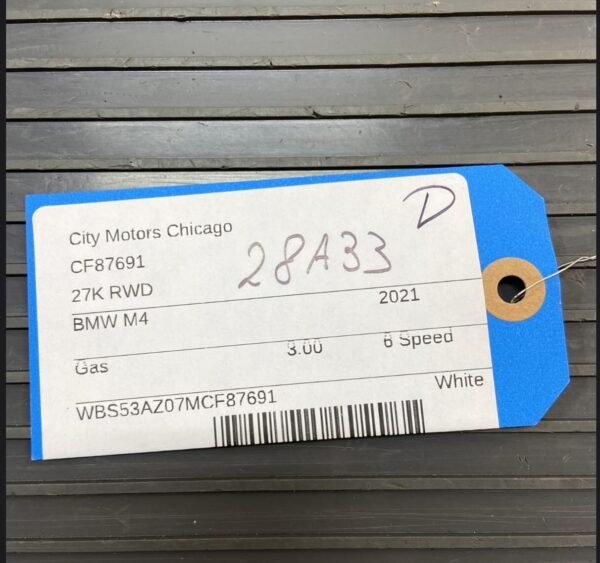 D
City Motors Chicago
CF87691
28A33
27K RWD
BMW M4 2021
Gas 3.00 6 Speed
WBS53AZ07MCF87691 White